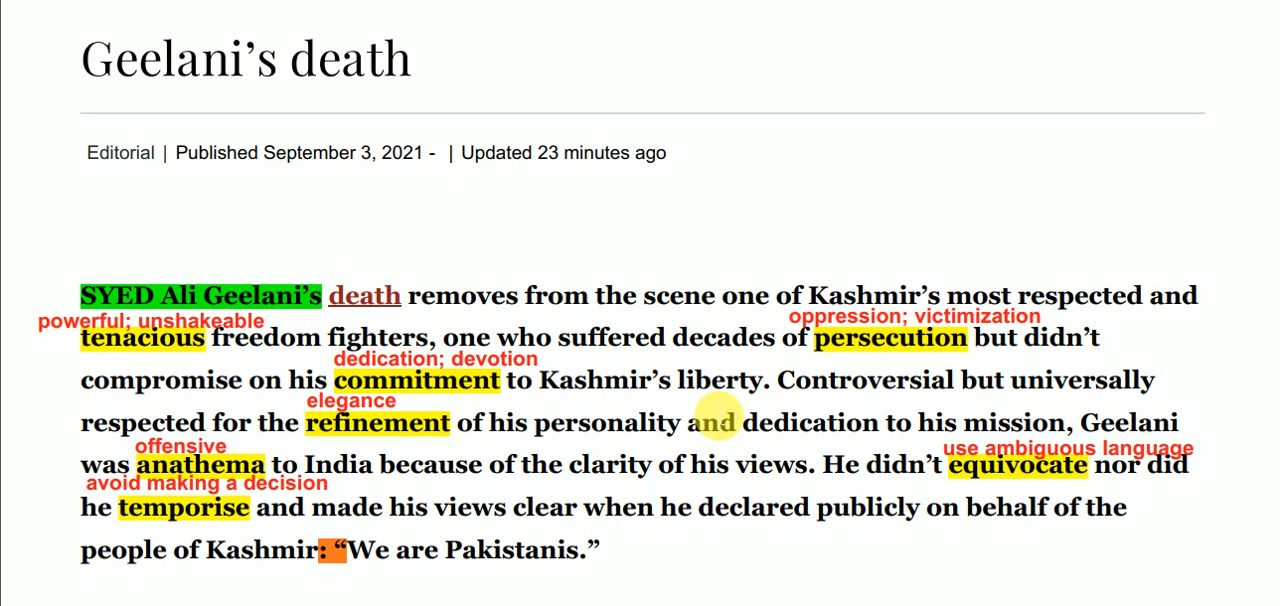 Geelani’s death
Editorial | Published September 3, 2021 - | Updated 23 minutes ago
SYED Ali Geelani’s death removes from the scene one of Kashmir’s most respected and
powerful; unshakeable oppression; victimization
tenacious freedom fighters, one who suffered decades of persecution but didn’t
dedication; devotion
compromise on his commitment to Kashmir’s liberty. Controversial but universally
elegance
respected for the refinement of his personality and dedication to his mission, Geelani
offensive use ambiguous language
was anathema to India because of the clarity of his views. He didn’t equivocate nor did
avoid making a decision
he temporise and made his views clear when he declared publicly on behalf of the
people of Kashmir: “We are Pakistanis.”